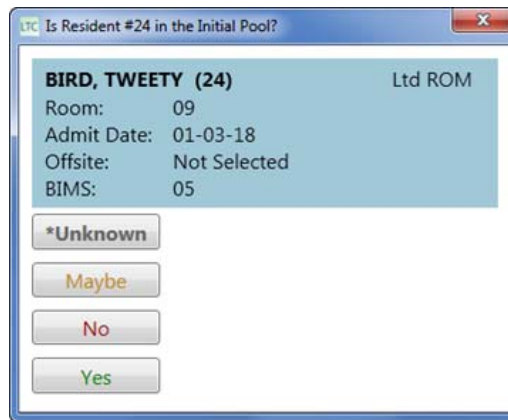 LTC Is Resident #24 in the Initial Pool? x
BIRD, TWEETY (24) Ltd ROM
Room: 09
Admit Date: 01-03-18
Offsite: Not Selected
BIMS: 05
*Unknown
Maybe
No
Yes